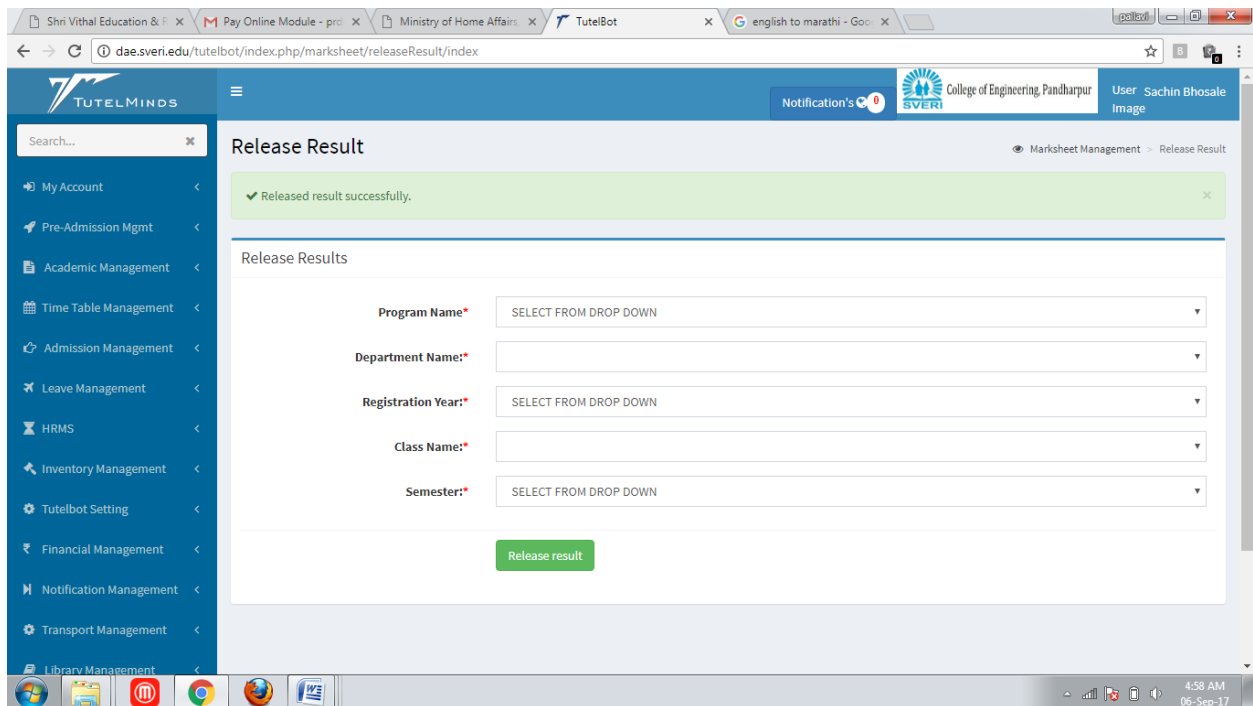 Shri Vithal Education & R
Pay Online Module - prd
Ministry of Home Affairs,
TutelBot
english to marathi - Goo
pallavi
dae.sveri.edu/tutelbot/index.php/marksheet/releaseResult/index
TUTELMINDS
Notification's 0
SVERI
College of Engineering, Pandharpur
User Image
Sachin Bhosale
Search...
Release Result
Marksheet Management > Release Result
My Account
Released result successfully.
Pre-Admission Mgmt
Academic Management
Release Results
Time Table Management
Program Name* SELECT FROM DROP DOWN
Admission Management
Department Name:*
Leave Management
Registration Year:* SELECT FROM DROP DOWN
HRMS
Class Name:*
Inventory Management
Semester:* SELECT FROM DROP DOWN
Tutelbot Setting
Financial Management
Release result
Notification Management
Transport Management
Library Management
4:58 AM
06-Sep-17